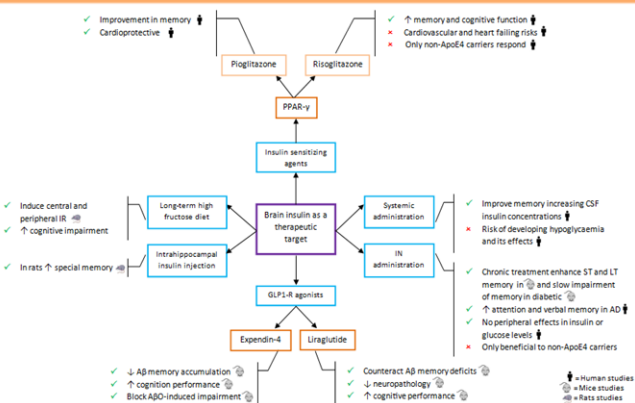 Improvement in memory
Cardioprotective
↑ memory and cognitive function
Cardiovascular and heart failing risks
Only non-ApoE4 carriers respond
Pioglitazone
Risoglitazone
PPAR-γ
Insulin sensitizing
agents
Induce central and
peripheral IR
↑ cognitive impairment
Long-term high
fructose diet
Brain insulin as a
therapeutic
target
Systemic
administration
Improve memory increasing CSF
insulin concentrations
Risk of developing hypoglycaemia
and its effects
In rats ↑ special memory
Intrahippocampal
insulin injection
IN
administration
Chronic treatment enhance ST and LT
memory in and slow impairment
of memory in diabetic
↑ attention and verbal memory in AD
No peripheral effects in insulin or
glucose levels
Only beneficial to non-ApoE4 carriers
GLP1-R agonists
Expendin-4
Liraglutide
↓ Aβ memory accumulation
↑ cognition performance
Block AβO-induced impairment
Counteract Aβ memory deficits
↓ neuropathology
↑ cognitive performance
= Human studies
= Mice studies
= Rats studies